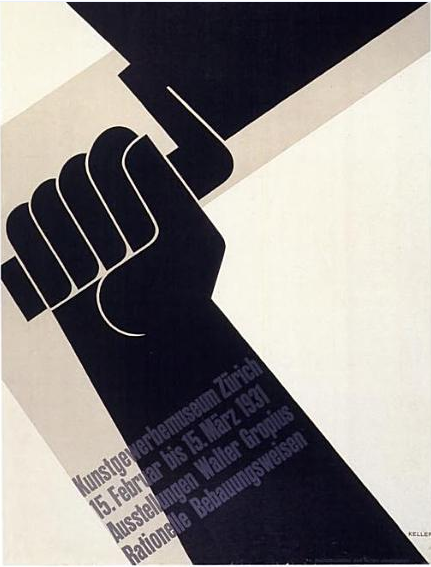 Kunstgewerbemuseum Zürich
15. Februar bis 15. März 1931
Ausstellungen Walter Gropius
Rationelle Bebauungsweisen
KELLER